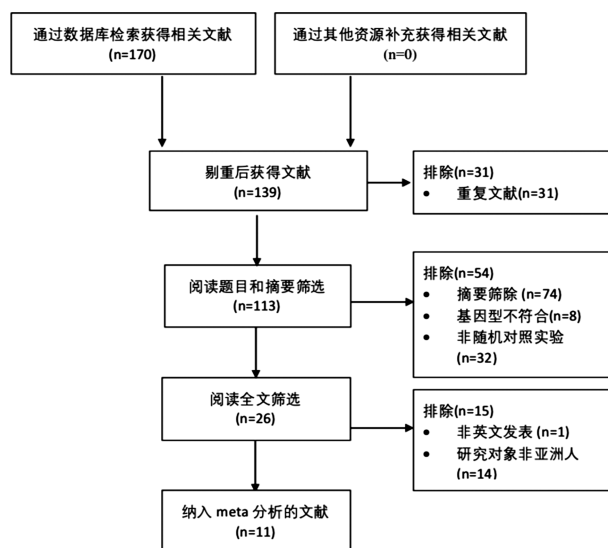 通过数据库检索获得相关文献
(n=170)
通过其他资源补充获得相关文献
(n=0)
剔重后获得文献
(n=139)
排除(n=31)
• 重复文献(n=31)
阅读题目和摘要筛选
(n=113)
排除(n=54)
• 摘要筛除 (n=74)
• 基因型不符合(n=8)
• 非随机对照实验
(n=32)
阅读全文筛选
(n=26)
排除(n=15)
• 非英文发表 (n=1)
• 研究对象非亚洲人
(n=14)
纳入 meta 分析的文献
(n=11)